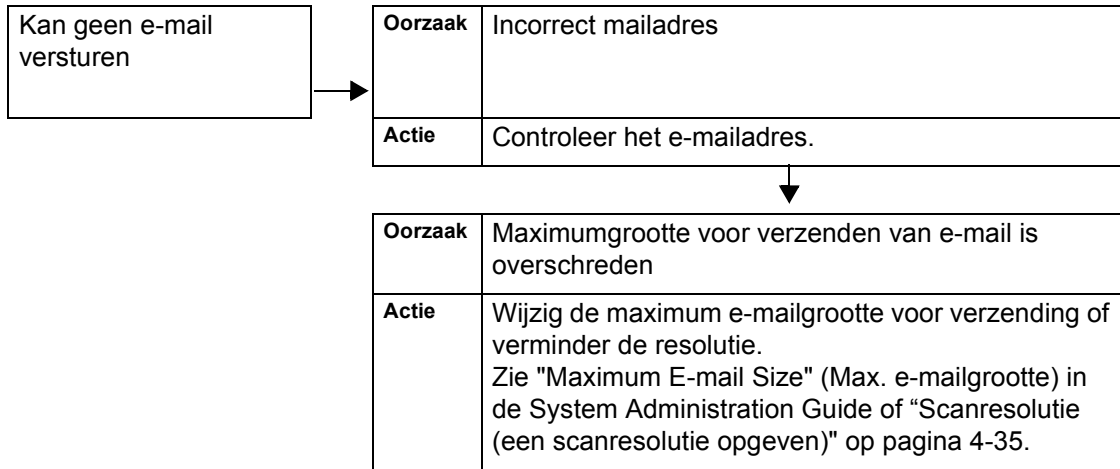 Kan geen e-mail
versturen
Oorzaak Incorrect mailadres
Actie Controleer het e-mailadres.
Oorzaak Maximumgrootte voor verzenden van e-mail is
overschreden
Actie Wijzig de maximum e-mailgrootte voor verzending of
verminder de resolutie.
Zie "Maximum E-mail Size" (Max. e-mailgrootte) in
de System Administration Guide of “Scanresolutie
(een scanresolutie opgeven)" op pagina 4-35.